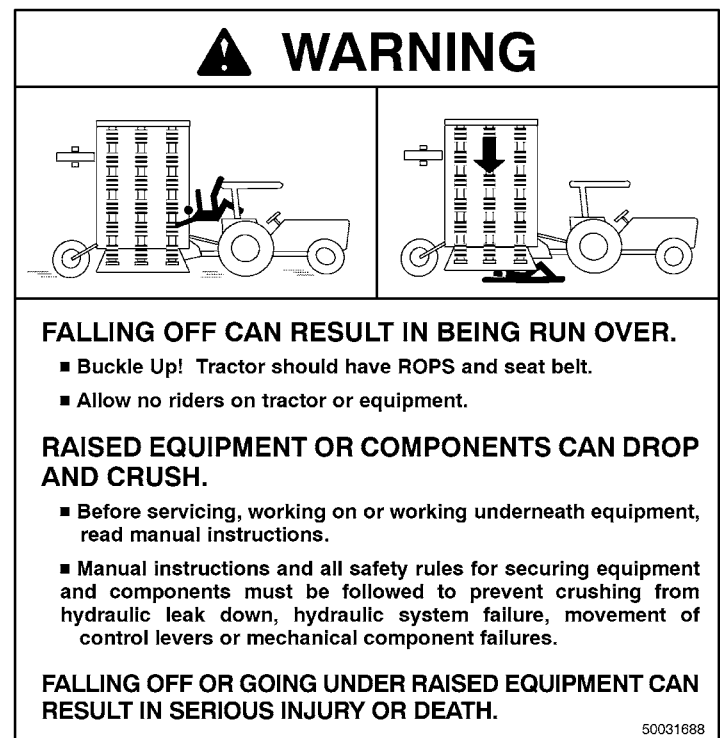 WARNING
FALLING OFF CAN RESULT IN BEING RUN OVER.
■ Buckle Up! Tractor should have ROPS and seat belt.
■ Allow no riders on tractor or equipment.
RAISED EQUIPMENT OR COMPONENTS CAN DROP
AND CRUSH.
■ Before servicing, working on or working underneath equipment,
read manual instructions.
■ Manual instructions and all safety rules for securing equipment
and components must be followed to prevent crushing from
hydraulic leak down, hydraulic system failure, movement of
control levers or mechanical component failures.
FALLING OFF OR GOING UNDER RAISED EQUIPMENT CAN
RESULT IN SERIOUS INJURY OR DEATH.
50031688